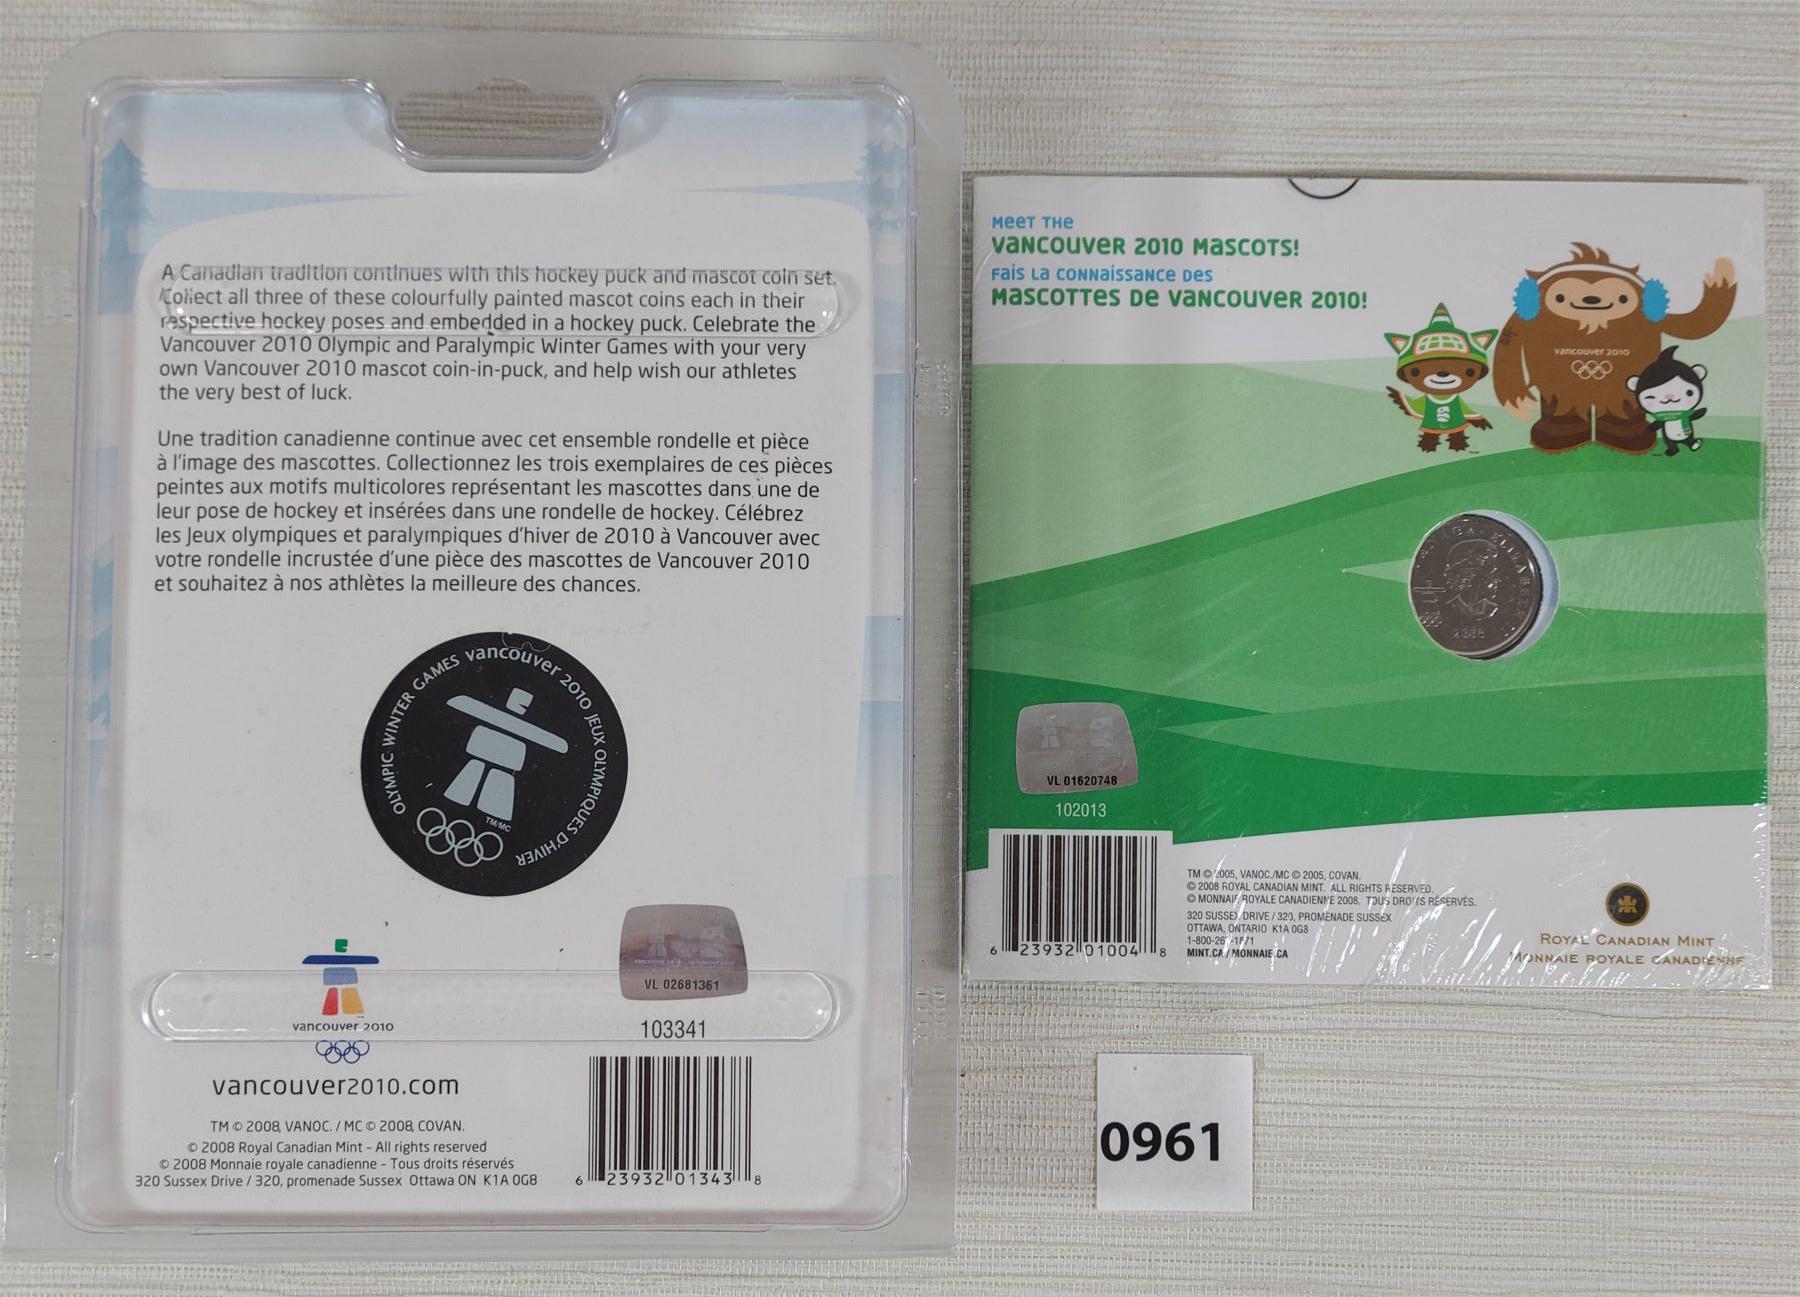 A Canadian tradition continues with this hockey puck and mascot coin set.
Collect all three of these colourfully painted mascot coins each in their
respective hockey poses and embedded in a hockey puck. Celebrate the
Vancouver 2010 Olympic and Paralympic Winter Games with your very
own Vancouver 2010 mascot coin-in-puck, and help wish our athletes
the very best of luck.
Une tradition canadienne continue avec cet ensemble rondelle et pièce
à l'image des mascottes. Collectionnez les trois exemplaires de ces pièces
peintes aux motifs multicolores représentant les mascottes dans une de
leur pose de hockey et insérées dans une rondelle de hockey. Célébrez
les Jeux olympiques et paralympiques d'hiver de 2010 à Vancouver avec
votre rondelle incrustée d'une pièce des mascottes de Vancouver 2010
et souhaitez à nos athlètes la meilleure des chances.
OLYMPIC WINTER GAMES vancouver 2010 JEUX OLYMPIQUES D'HIVER
TM/MC
VL 02681361
103341
vancouver 2010
vancouver2010.com
TM © 2008, VANOC. / MC © 2008, COVAN.
© 2008 Royal Canadian Mint - All rights reserved
© 2008 Monnaie royale canadienne - Tous droits réservés
320 Sussex Drive / 320, promenade Sussex Ottawa ON K1A 0G8
6 23932 01343 8
MEET THE
VANCOUVER 2010 MASCOTS!
FAIS LA CONNAISSANCE DES
MASCOTTES DE VANCOUVER 2010!
vancouver 2010
VL 01620748
102013
6 23932 01004 8
TM © 2005, VANOC./MC © 2005, COVAN.
© 2008 ROYAL CANADIAN MINT. ALL RIGHTS RESERVED.
© MONNAIE ROYALE CANADIENNE 2008. TOUS DROITS RÉSERVÉS.
320 SUSSEX DRIVE / 320, PROMENADE SUSSEX
OTTAWA, ONTARIO K1A 0G8
1-800-267-1871
MINT.CA / MONNAIE.CA
ROYAL CANADIAN MINT
MONNAIE ROYALE CANADIENNE
0961